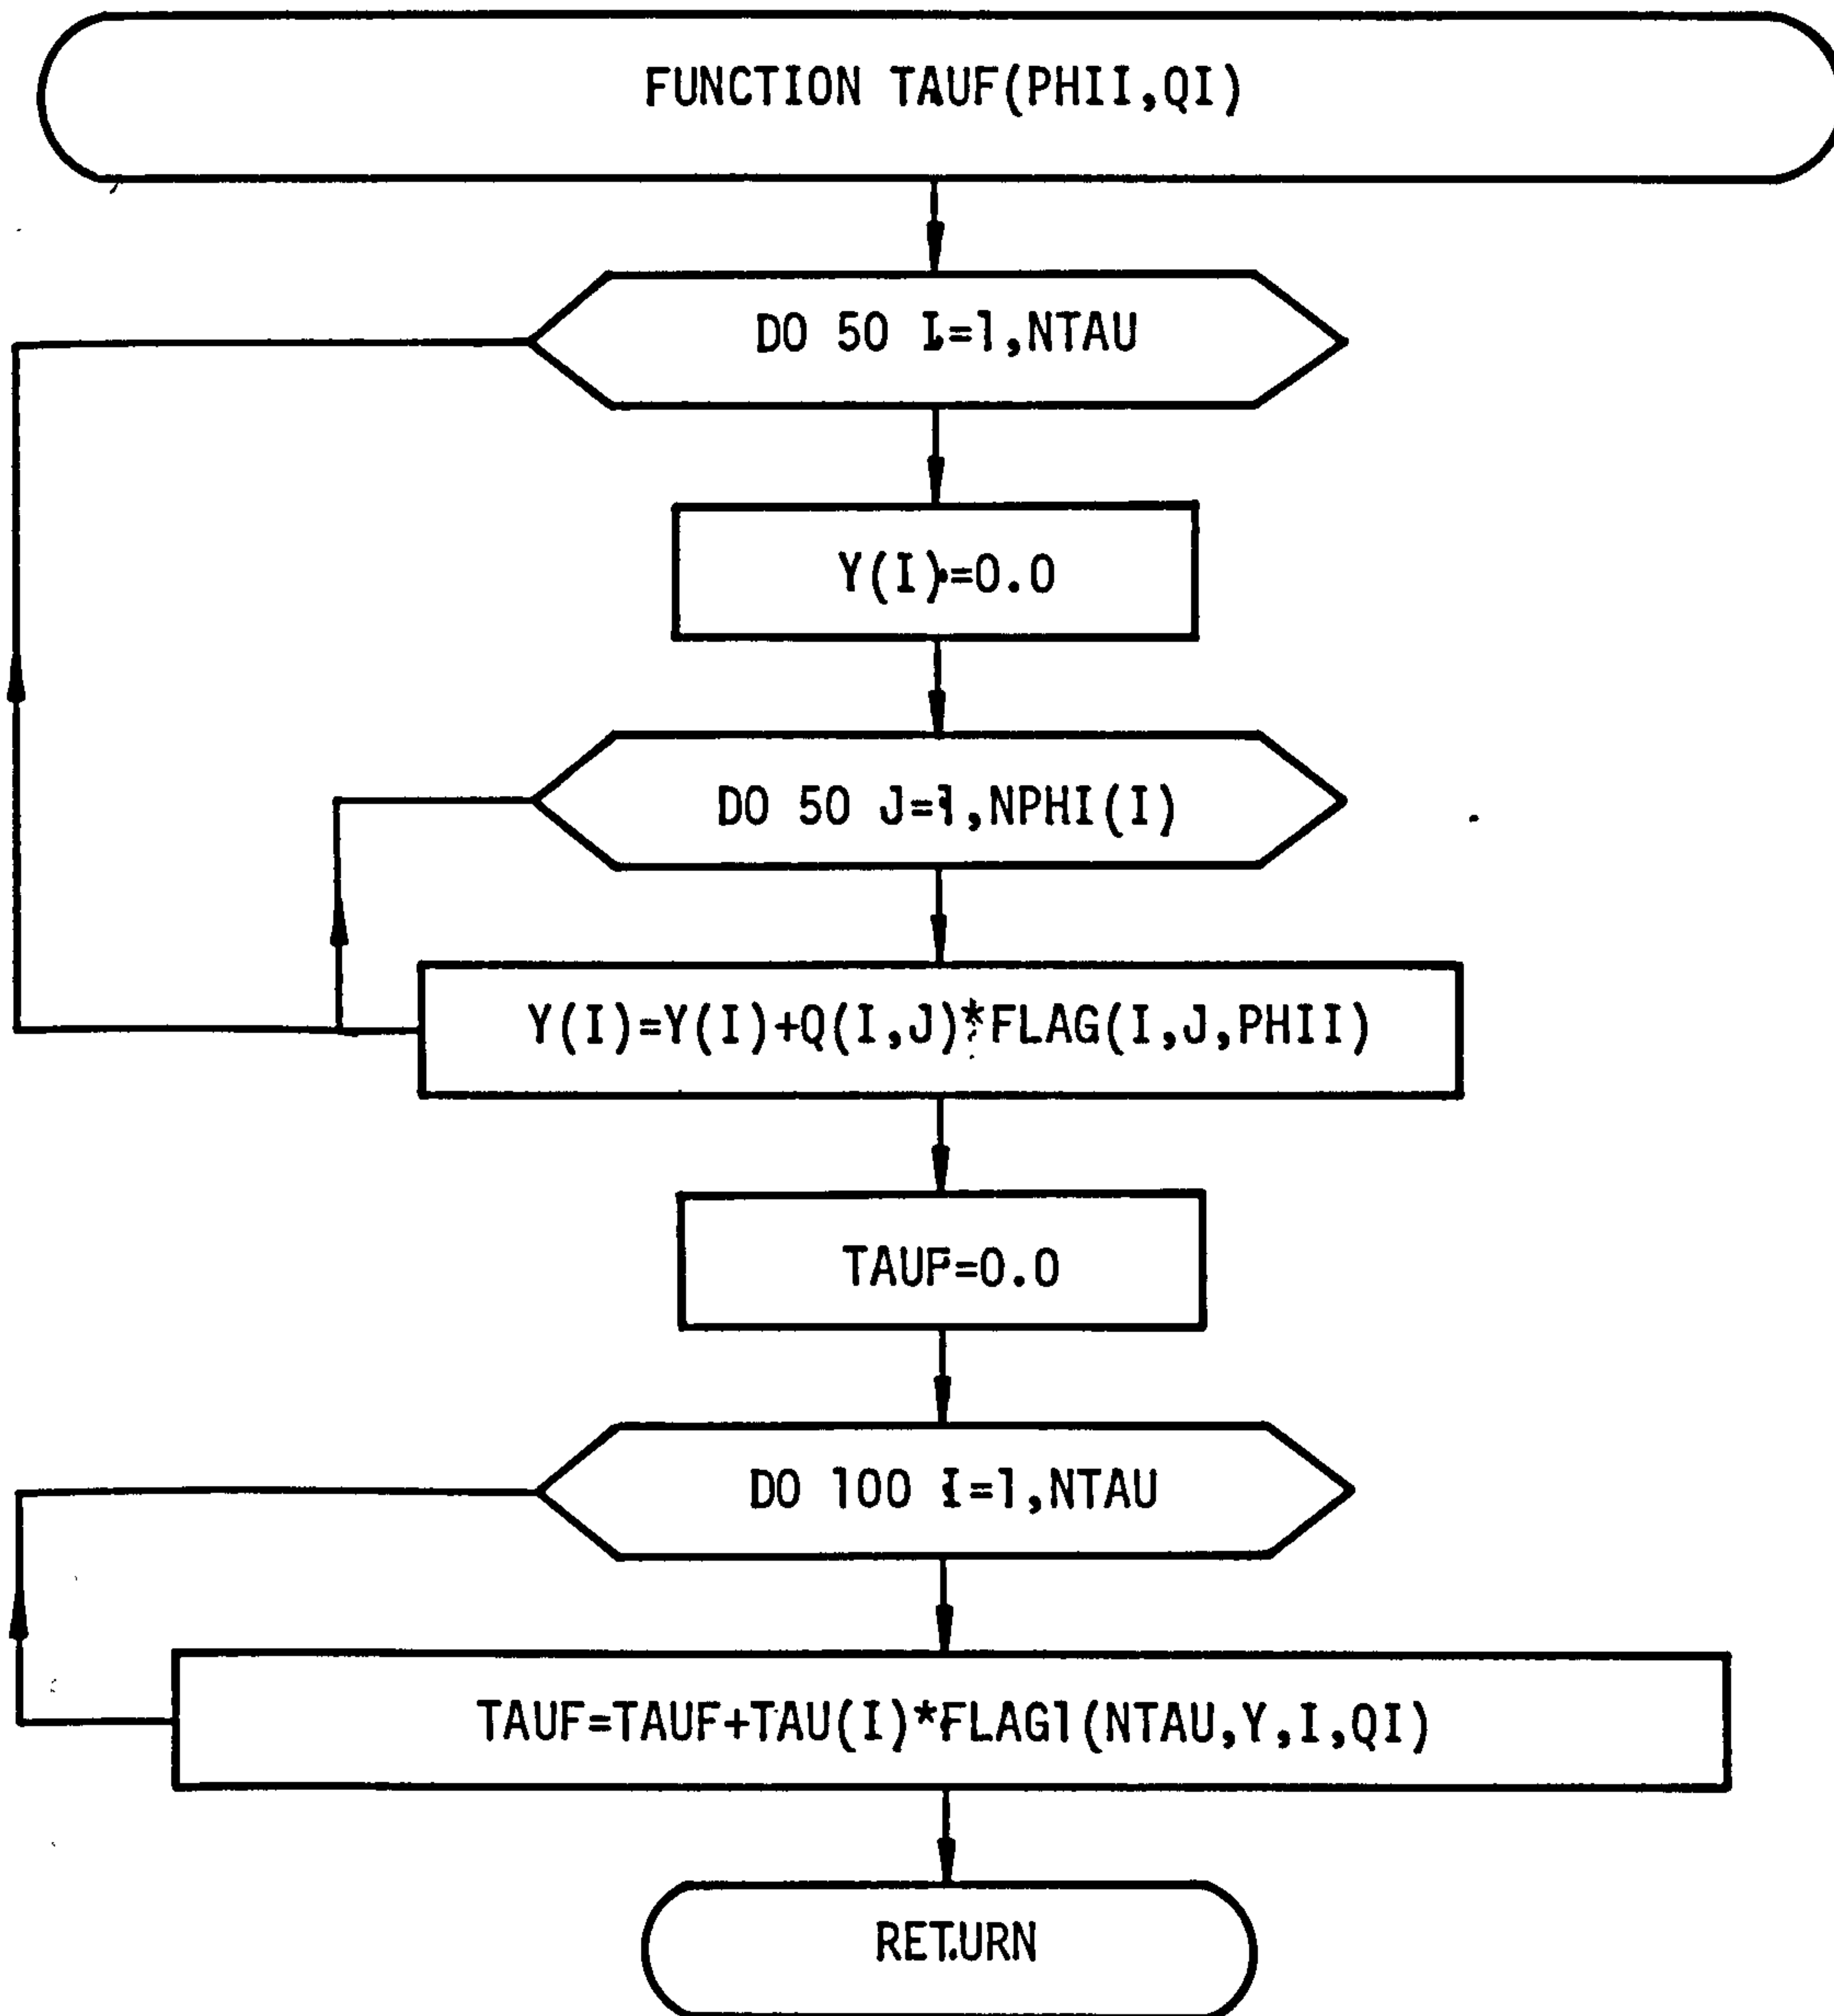 FUNCTION TAUF(PHII,QI)
DO 50 I=1,NTAU
Y(I)=0.0
DO 50 J=1,NPHI(I)
Y(I)=Y(I)+Q(I,J)*FLAG(I,J,PHII)
TAUF=0.0
DO 100 I=1,NTAU
TAUF=TAUF+TAU(I)*FLAG1(NTAU,Y,I,QI)
RETURN